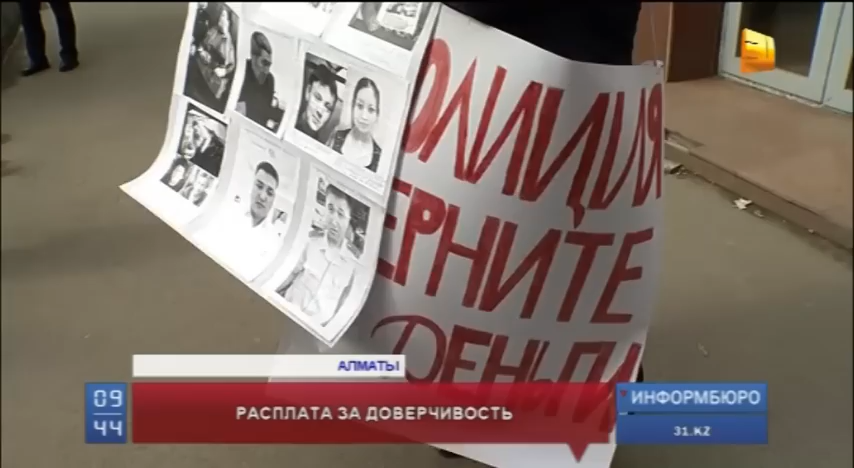 ОЛИЦИЯ
ЕРНИТЕ
ДЕНЬГИ
АЛМАТЫ
09
44
РАСПЛАТА ЗА ДОВЕРЧИВОСТЬ
ИНФОРМБЮРО
31.KZ